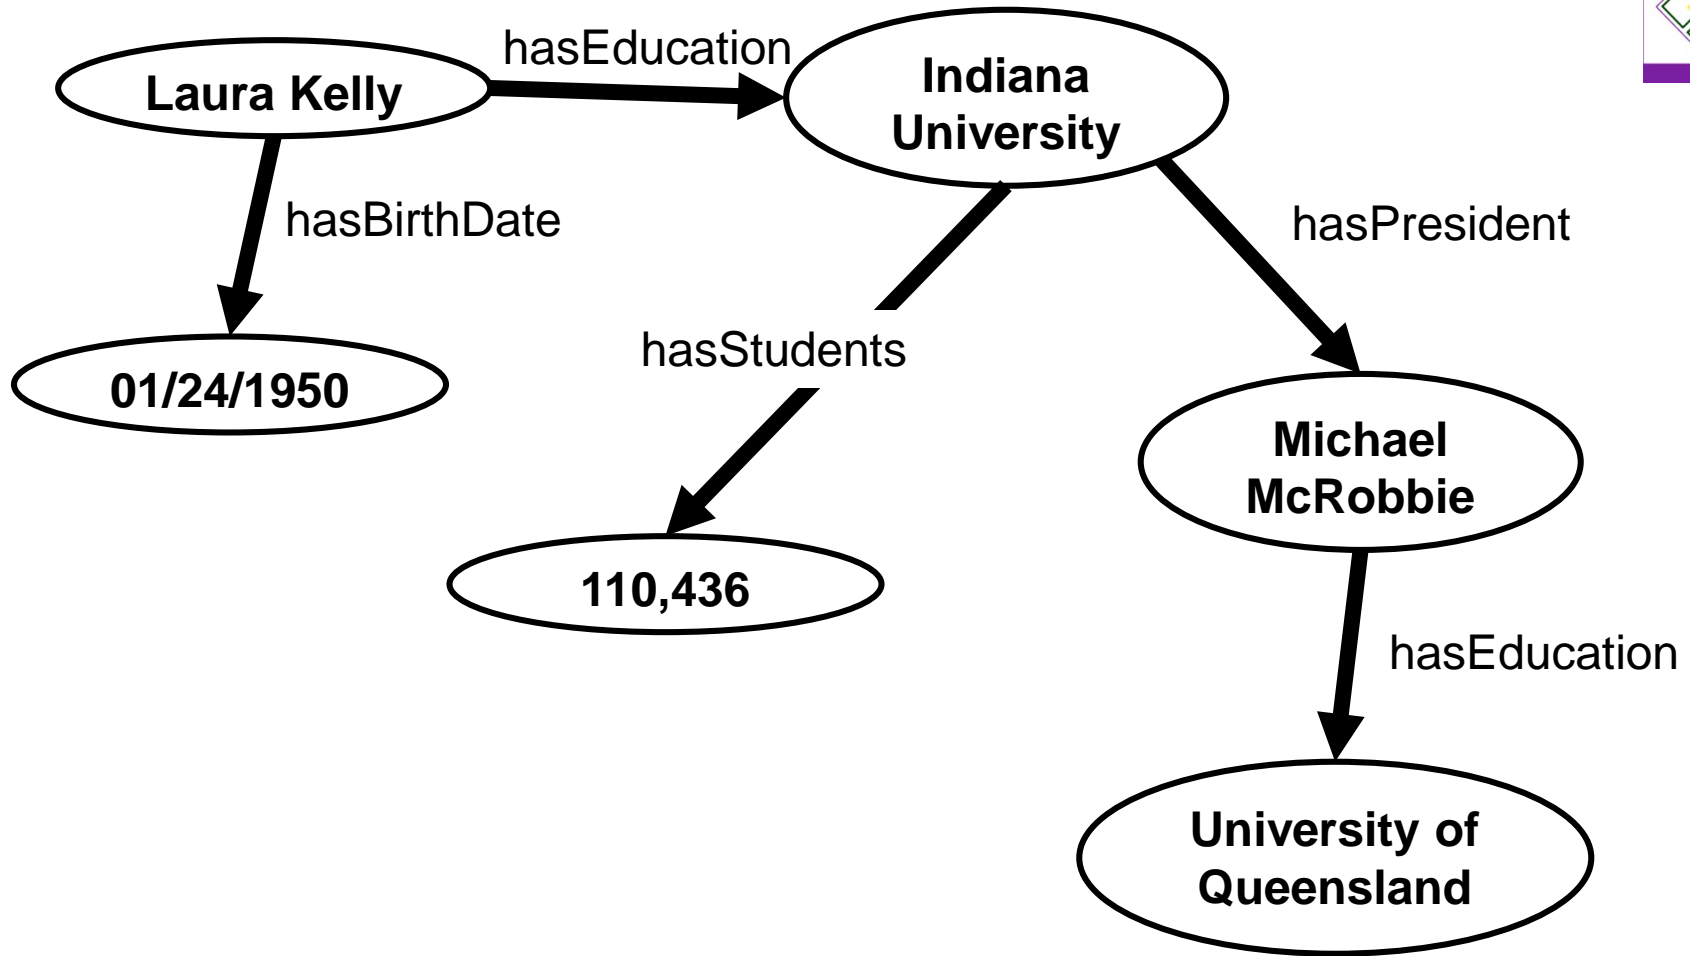 hasEducation
Laura Kelly
Indiana
University
hasBirthDate
hasPresident
hasStudents
01/24/1950
Michael
McRobbie
110,436
hasEducation
University of
Queensland